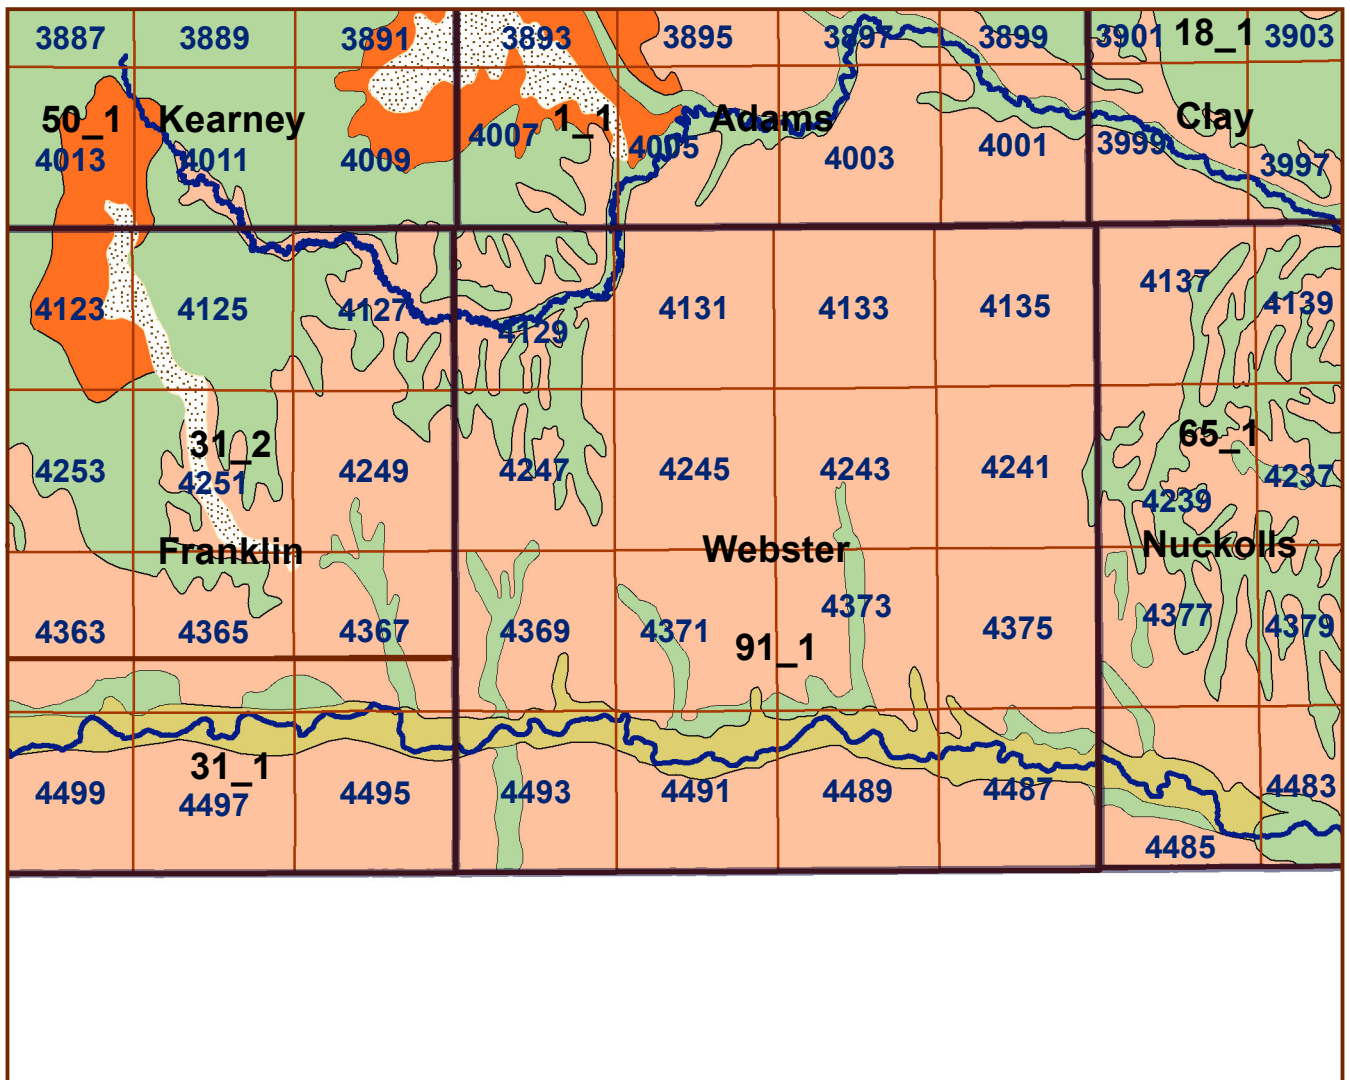 3887 3889 3891 3893 3895 3897 3899 3901 18_1 3903
50_1 Kearney 1_1 Adams Clay
4013 4011 4009 4007 4005 4003 4001 3999 3997
4123 4125 4127 4129 4131 4133 4135 4137 4139
31_2 65_1
4253 4251 4249 4247 4245 4243 4241 4239 4237
Franklin Webster Nuckolls
4363 4365 4367 4369 4371 4373 4375 4377 4379
91_1
31_1
4499 4497 4495 4493 4491 4489 4487 4485 4483